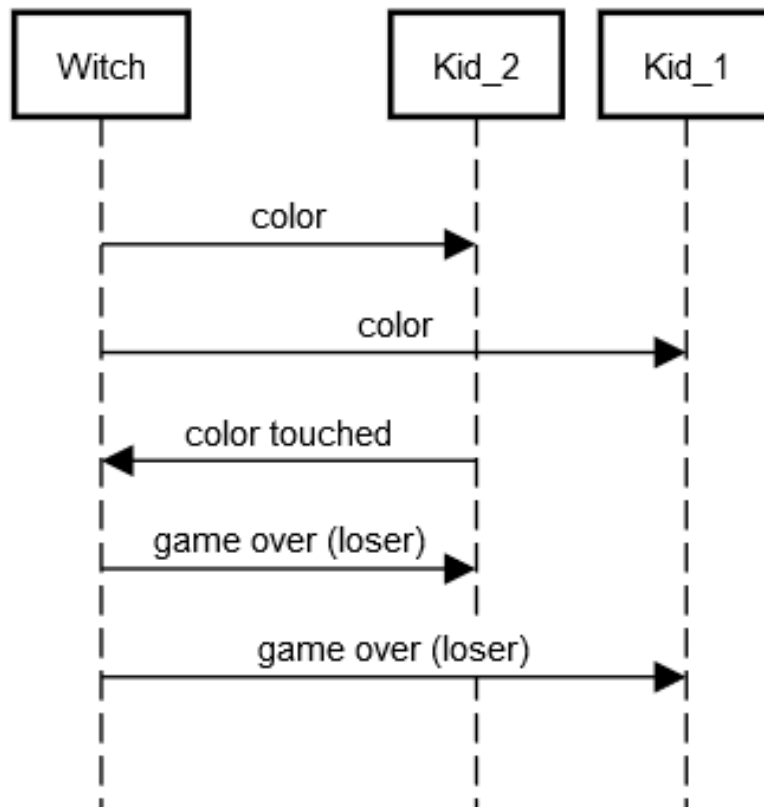 Witch
Kid_2
Kid_1
color
color
color touched
game over (loser)
game over (loser)